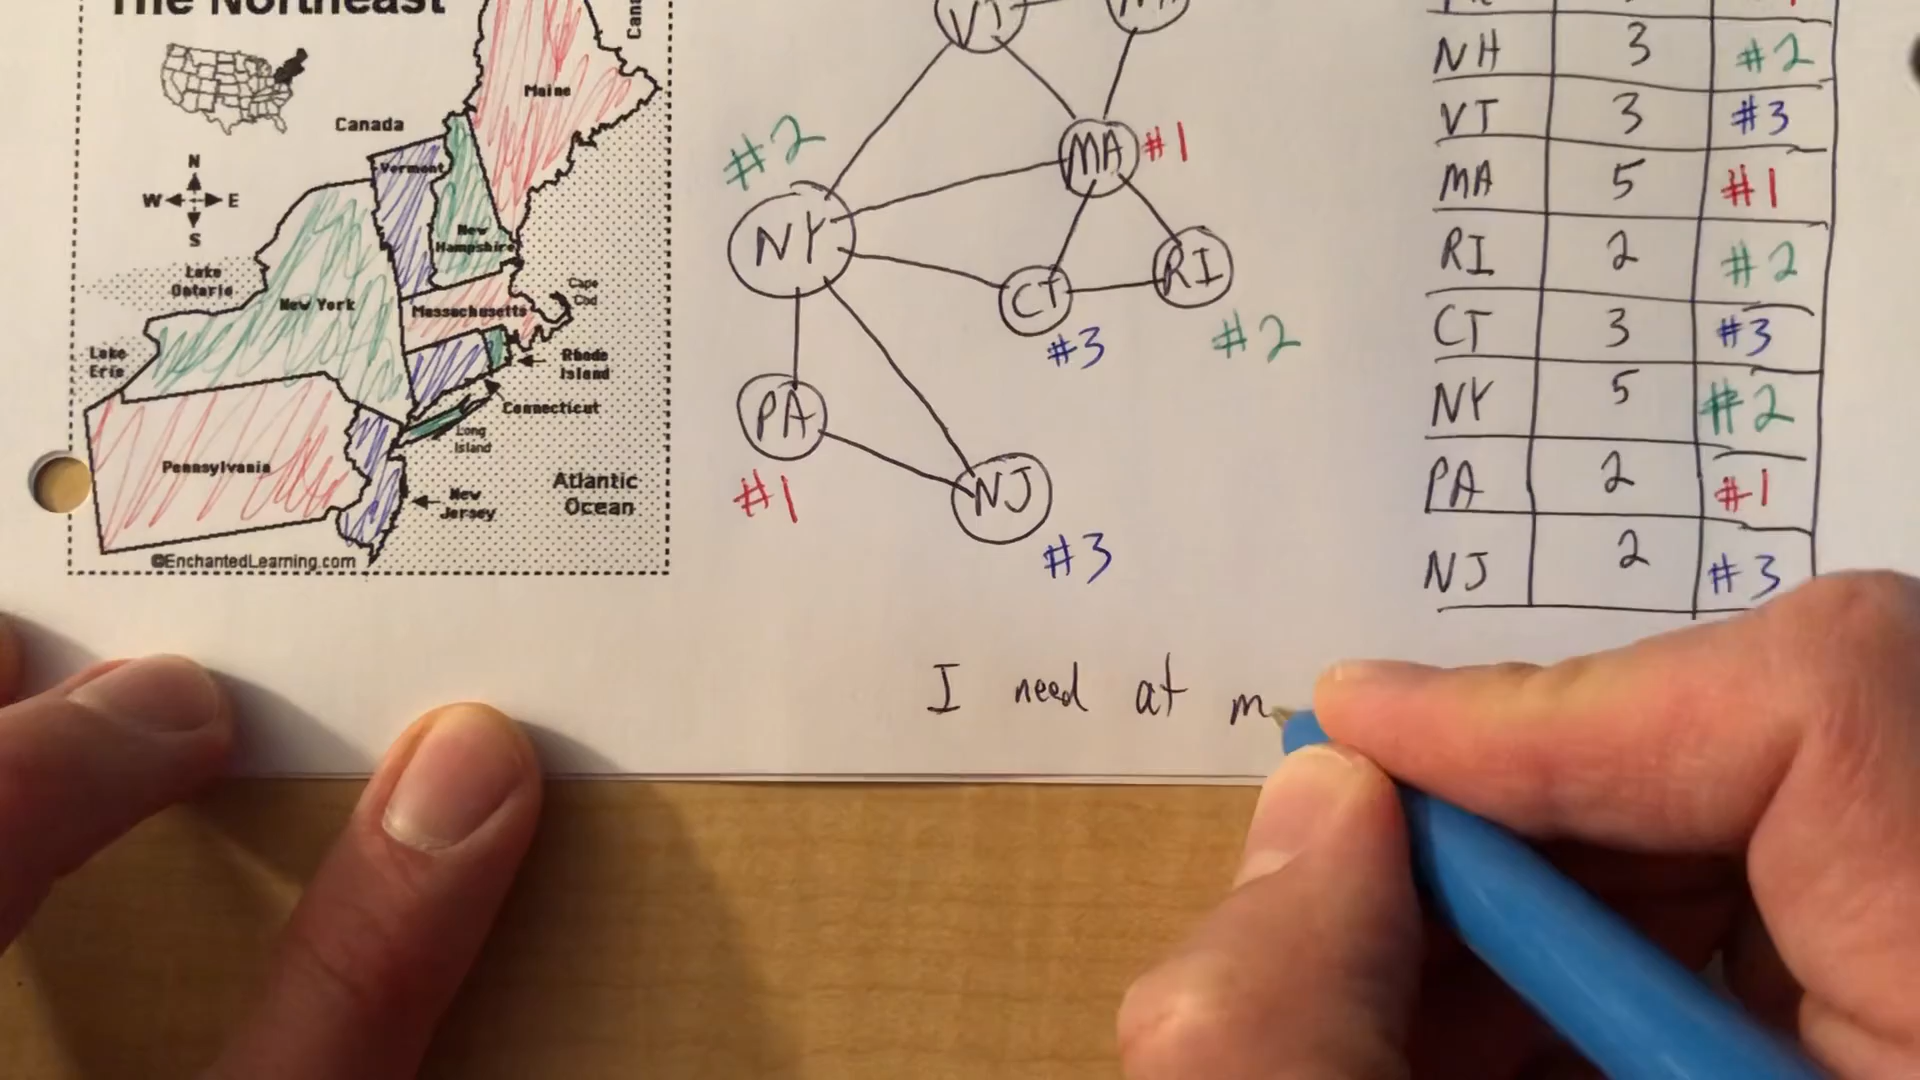 The Northeast
Canada
Maine
Canada
Vermont
N
W E
S
New
Hampshire
Lake
Ontario
New York
Cape
Cod
Massachusetts
Lake
Erie
Rhode
Island
Connecticut
Long
Island
Pennsylvania
New
Jersey
Atlantic
Ocean
©EnchantedLearning.com
VT
#2
MA #1
NY
CT
RI
#3
#2
PA
#1
NJ
#3
NH 3 #2
VT 3 #3
MA 5 #1
RI 2 #2
CT 3 #3
NY 5 #2
PA 2 #1
NJ 2 #3
I need at